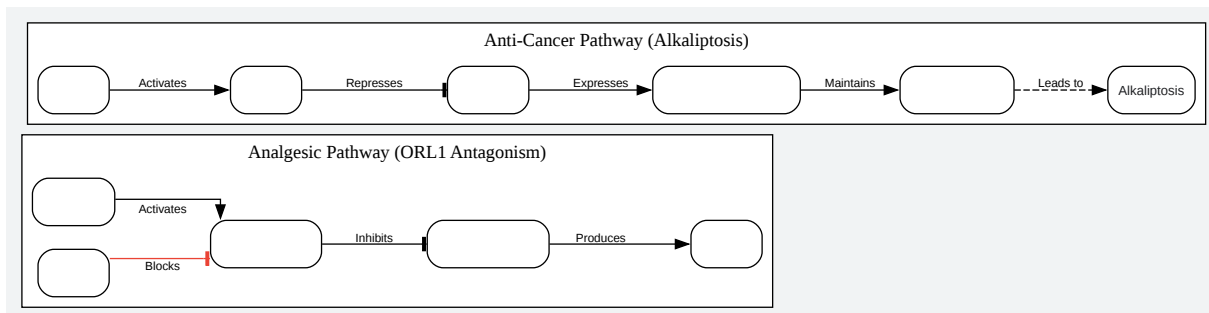 Anti-Cancer Pathway (Alkaliptosis)
Activates
Represses
Expresses
Maintains
Leads to
Alkaliptosis
Analgesic Pathway (ORL1 Antagonism)
Activates
Inhibits
Produces
Blocks